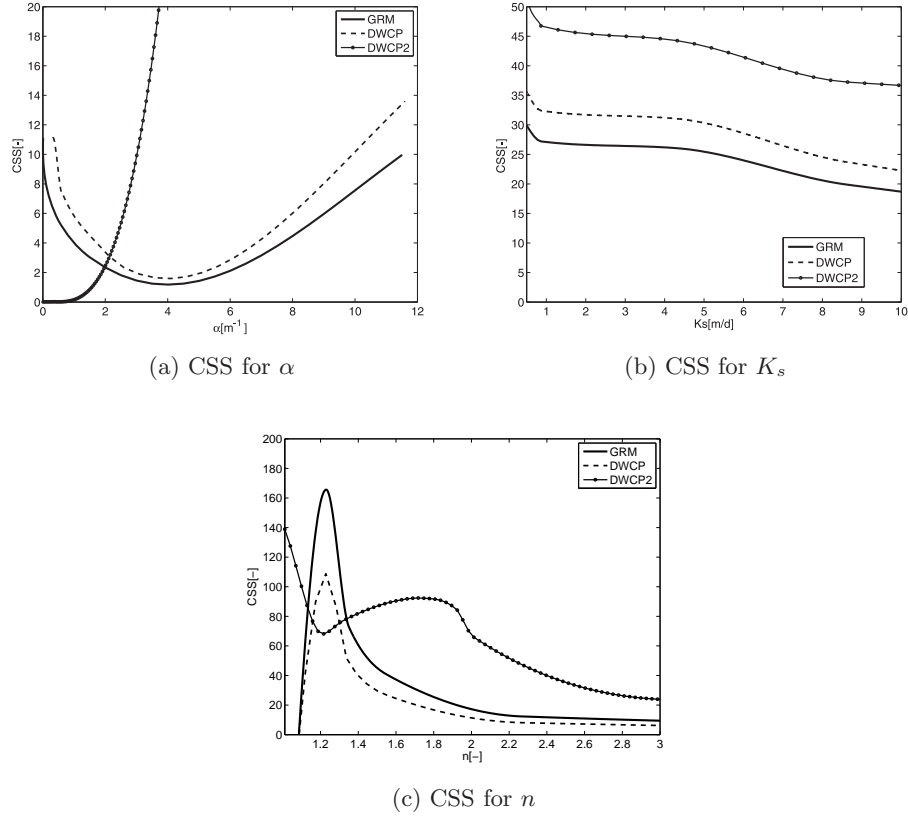 20
18
16
14
12
10
8
6
4
2
0
CSS[-]
0 2 4 6 8 10 12
α[m⁻¹]
GRM
DWCP
DWCP2
(a) CSS for α
50
45
40
35
30
25
20
15
10
5
0
CSS[-]
1 2 3 4 5 6 7 8 9 10
Ks[m/d]
GRM
DWCP
DWCP2
(b) CSS for Kₛ
200
180
160
140
120
100
80
60
40
20
0
CSS[-]
1.2 1.4 1.6 1.8 2 2.2 2.4 2.6 2.8 3
n[-]
GRM
DWCP
DWCP2
(c) CSS for n